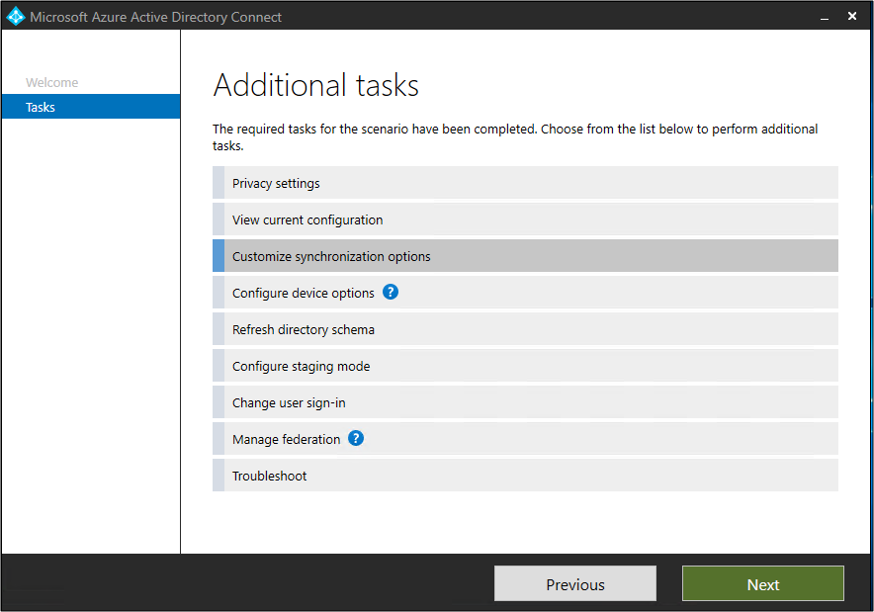 Microsoft Azure Active Directory Connect
Welcome
Tasks
Additional tasks
The required tasks for the scenario have been completed. Choose from the list below to perform additional
tasks.
Privacy settings
View current configuration
Customize synchronization options
Configure device options ?
Refresh directory schema
Configure staging mode
Change user sign-in
Manage federation ?
Troubleshoot
Previous
Next